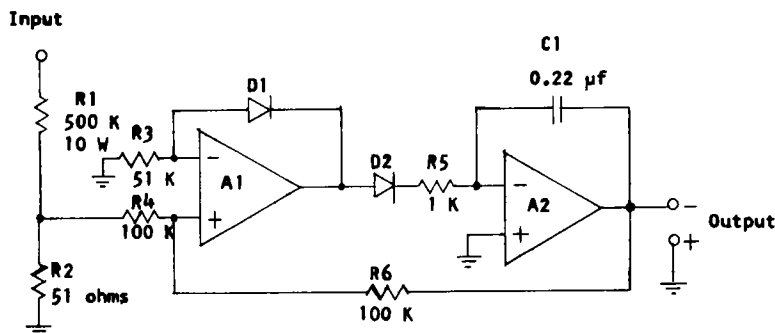 Input
R1
500 K
10 W
R3
51 K
D1
A1
-
+
R4
100 K
R2
51 ohms
D2
R5
1 K
C1
0.22 µf
A2
-
+
R6
100 K
-
Output
+